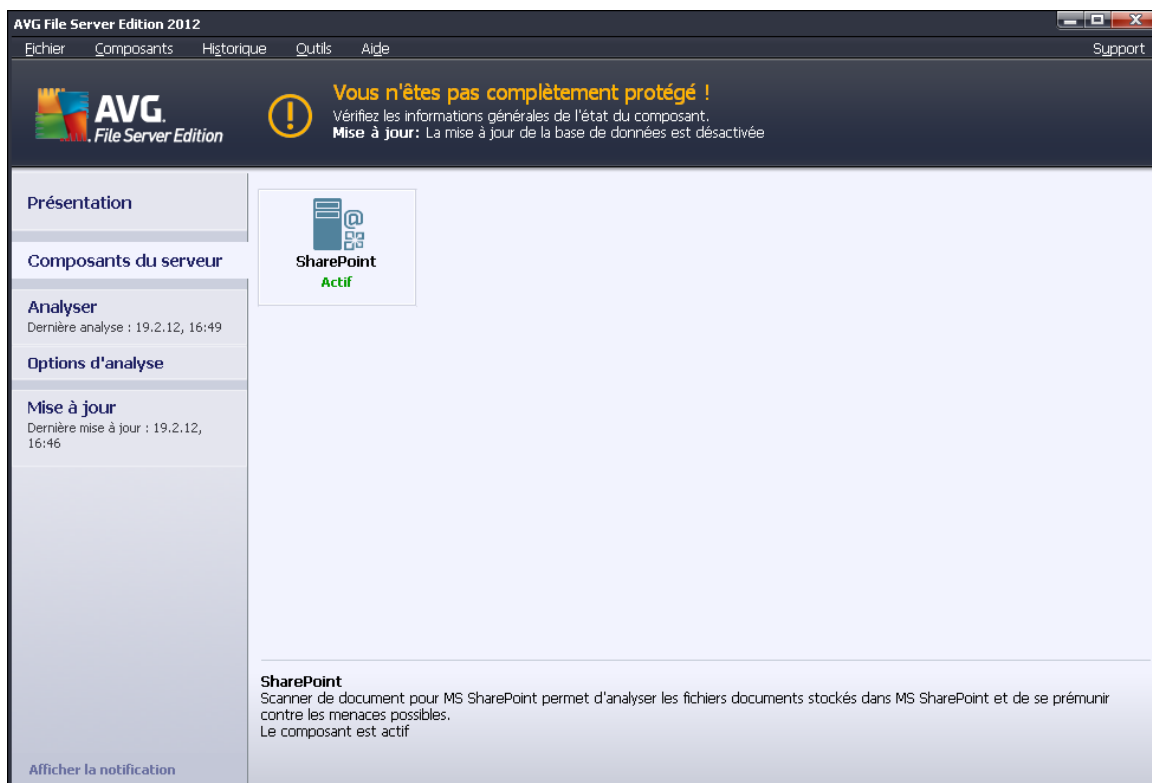 AVG File Server Edition 2012
Fichier Composants Historique Outils Aide Support
AVG.
File Server Edition
Vous n'êtes pas complètement protégé !
Vérifiez les informations générales de l'état du composant.
Mise à jour: La mise à jour de la base de données est désactivée
Présentation
Composants du serveur
Analyser
Dernière analyse : 19.2.12, 16:49
Options d'analyse
Mise à jour
Dernière mise à jour : 19.2.12,
16:46
Afficher la notification
SharePoint
Actif
SharePoint
Scanner de document pour MS SharePoint permet d'analyser les fichiers documents stockés dans MS SharePoint et de se prémunir
contre les menaces possibles.
Le composant est actif